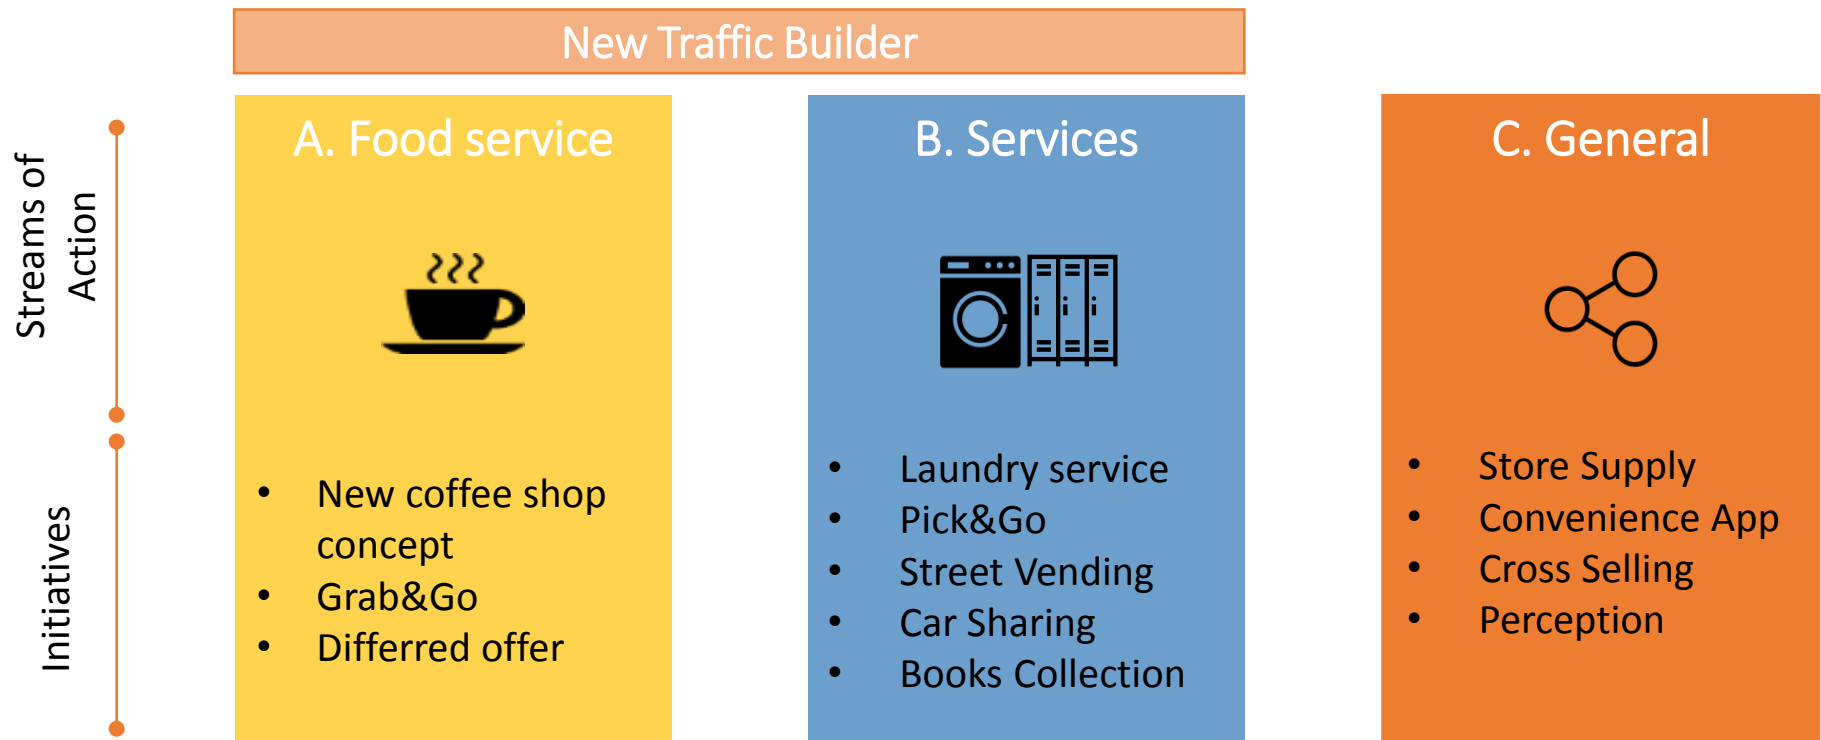 New Traffic Builder
Streams of
Action
Initiatives
A. Food service
• New coffee shop
concept
• Grab&Go
• Differred offer
B. Services
• Laundry service
• Pick&Go
• Street Vending
• Car Sharing
• Books Collection
C. General
• Store Supply
• Convenience App
• Cross Selling
• Perception